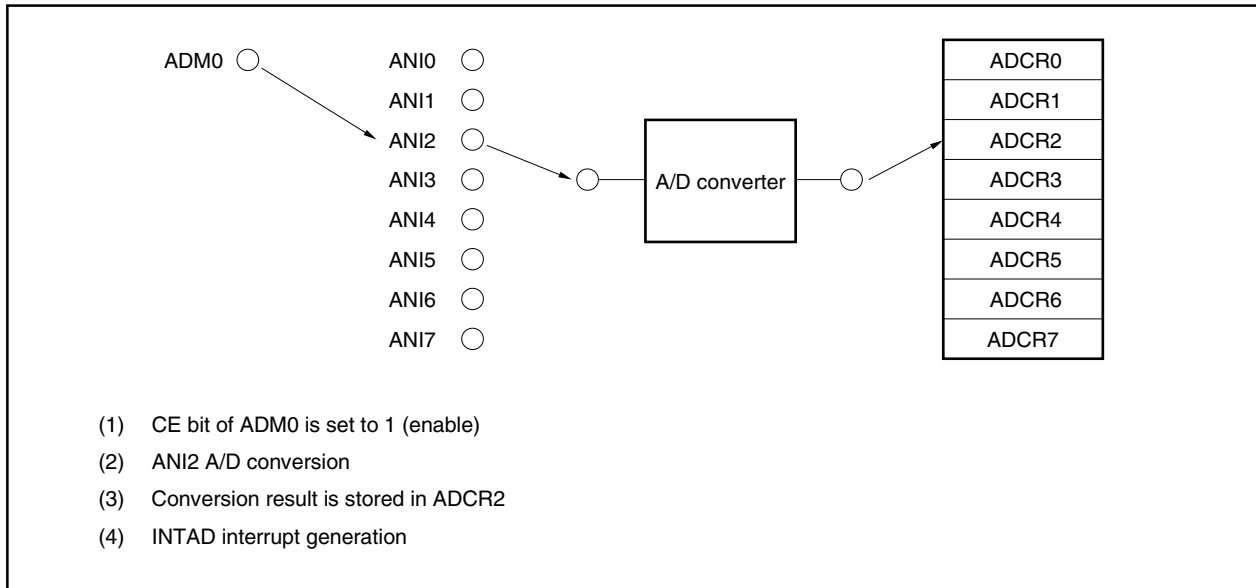 ADM0 ANI0 ADCR0
ANI1 ADCR1
ANI2 A/D converter ADCR2
ANI3 ADCR3
ANI4 ADCR4
ANI5 ADCR5
ANI6 ADCR6
ANI7 ADCR7
(1) CE bit of ADM0 is set to 1 (enable)
(2) ANI2 A/D conversion
(3) Conversion result is stored in ADCR2
(4) INTAD interrupt generation